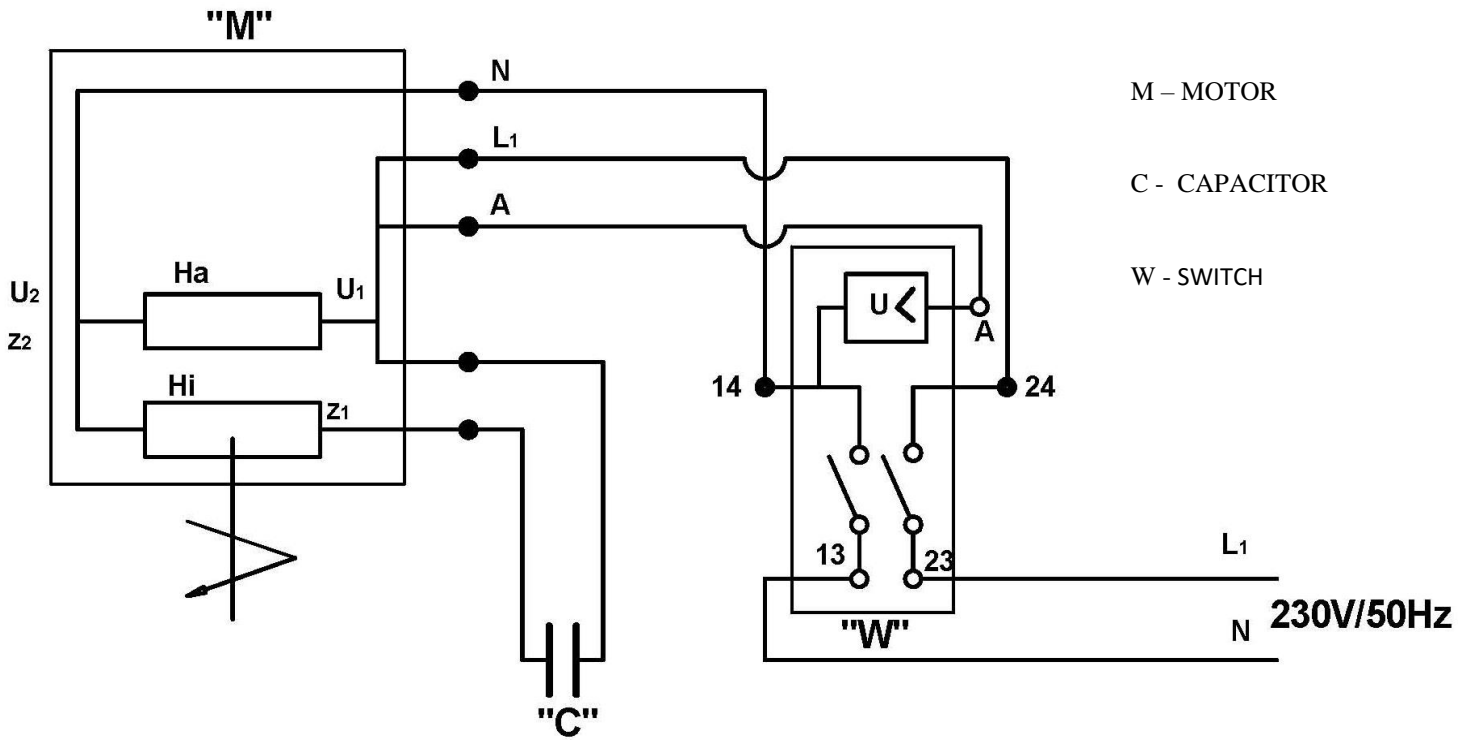 "M"
N
M – MOTOR
L1
C - CAPACITOR
A
W - SWITCH
Ha
U1
U2
Z2
U<
A
Hi
Z1
14
24
13
23
L1
230V/50Hz
N
"W"
"C"